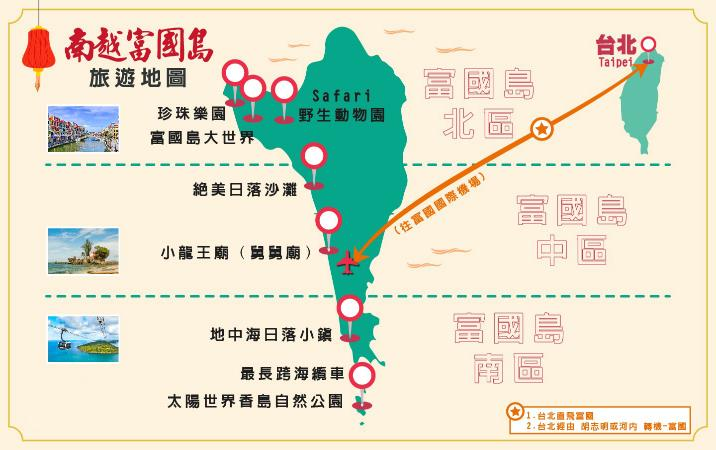 南越富國島
旅遊地圖
台北
Taipei
富國島
北區
Safari
野生動物園
珍珠樂園
富國島大世界
絕美日落沙灘
(往富國國際機場)
富國島
中區
小龍王廟（舅舅廟）
富國島
南區
地中海日落小鎮
最長跨海纜車
太陽世界香島自然公園
1.台北直飛富國
2.台北經由 胡志明或河內 轉機-富國